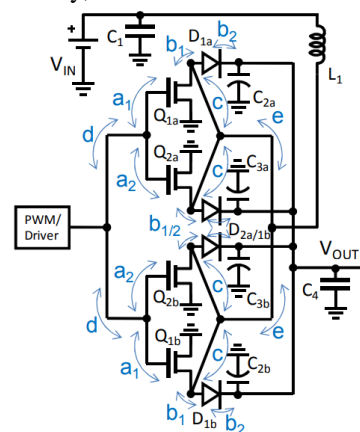 C1
b1
D1a
b2
VIN
L1
a1
Q1a
C2a
d
c
e
Q2a
C3a
a2
c
PWM/
Driver
b1/2
D2a/1b
VOUT
a2
c
C4
Q2b
C3b
d
Q1b
e
c
C2b
a1
b1
D1b
b2